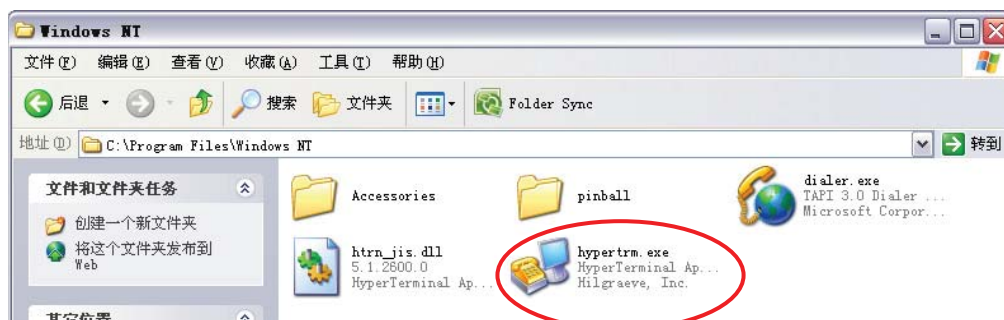 Windows NT
文件(F) 编辑(E) 查看(V) 收藏(A) 工具(T) 帮助(H)
后退 搜索 文件夹 Folder Sync
地址(D) C:\Program Files\Windows NT 转到
文件和文件夹任务
创建一个新文件夹
将这个文件夹发布到
Web
其它位置
Accessories
pinball
dialer.exe
TAPI 3.0 Dialer ...
Microsoft Corpor...
htrn_jis.dll
5.1.2600.0
HyperTerminal Ap...
hypertrm.exe
HyperTerminal Ap...
Hilgraeve, Inc.